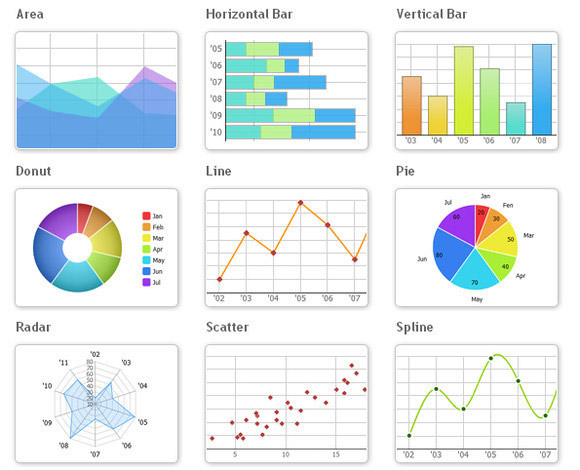 Area
Horizontal Bar
Vertical Bar
'05
'06
'07
'08
'09
'10
'03 '04 '05 '06 '07 '08
Donut
Line
Pie
Jan
Feb
Mar
Apr
May
Jun
Jul
'02 '03 '04 '05 '06 '07
Jan
Fen
Mar
Apr
May
Jun
Jul
20
30
50
40
70
80
60
Radar
Scatter
Spline
'02
'03
'04
'05
'06
'07
'08
'09
'10
'11
80
70
60
50
40
30
20
10
5 10 15
'02 '03 '04 '05 '06 '07